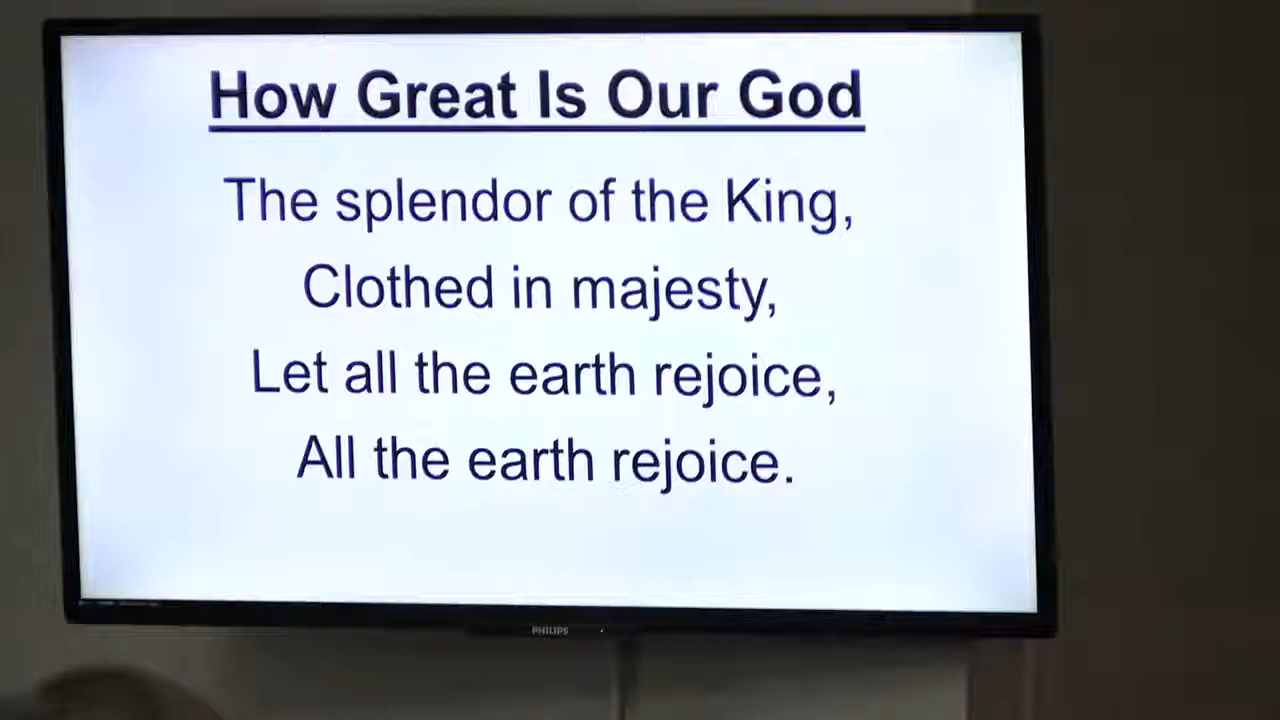 How Great Is Our God
The splendor of the King,
Clothed in majesty,
Let all the earth rejoice,
All the earth rejoice.
PHILIPS